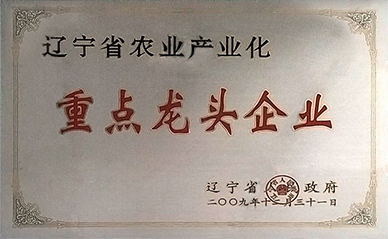 辽宁省农业产业化
重点龙头企业
辽宁省 政府
二〇〇九年十二月三十一日